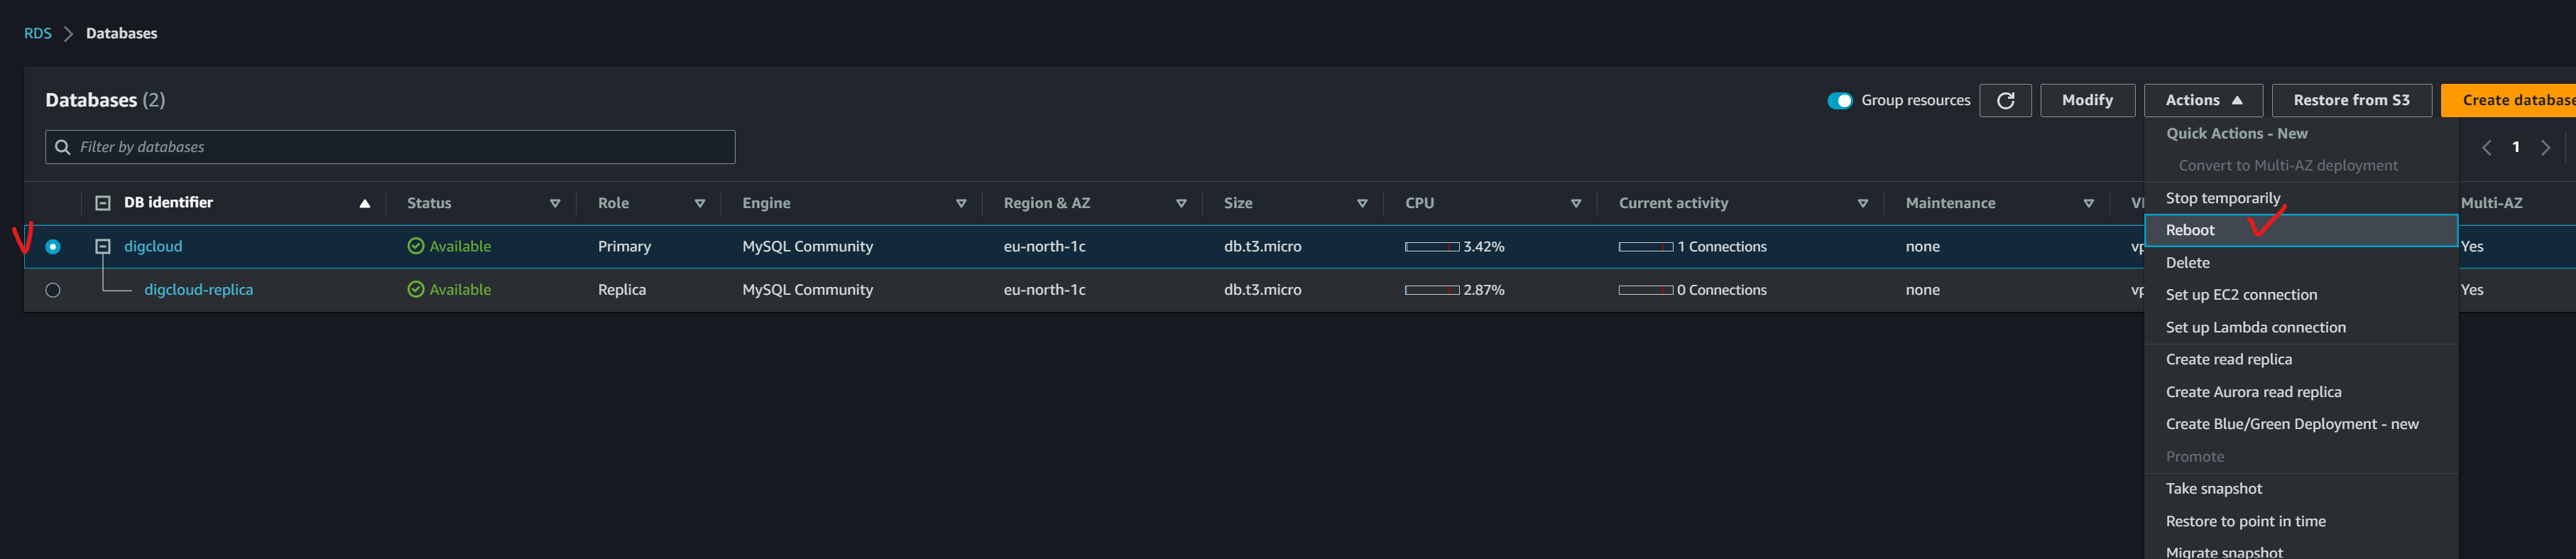 RDS > Databases
Databases (2)
Group resources
Modify
Actions
Restore from S3
Create database
Filter by databases
1
DB identifier Status Role Engine Region & AZ Size CPU Current activity Maintenance Multi-AZ
digcloud Available Primary MySQL Community eu-north-1c db.t3.micro 3.42% 1 Connections none vp Yes
digcloud-replica Available Replica MySQL Community eu-north-1c db.t3.micro 2.87% 0 Connections none vp Yes
Quick Actions - New
Convert to Multi-AZ deployment
Stop temporarily
Reboot
Delete
Set up EC2 connection
Set up Lambda connection
Create read replica
Create Aurora read replica
Create Blue/Green Deployment - new
Promote
Take snapshot
Restore to point in time
Migrate snapshot